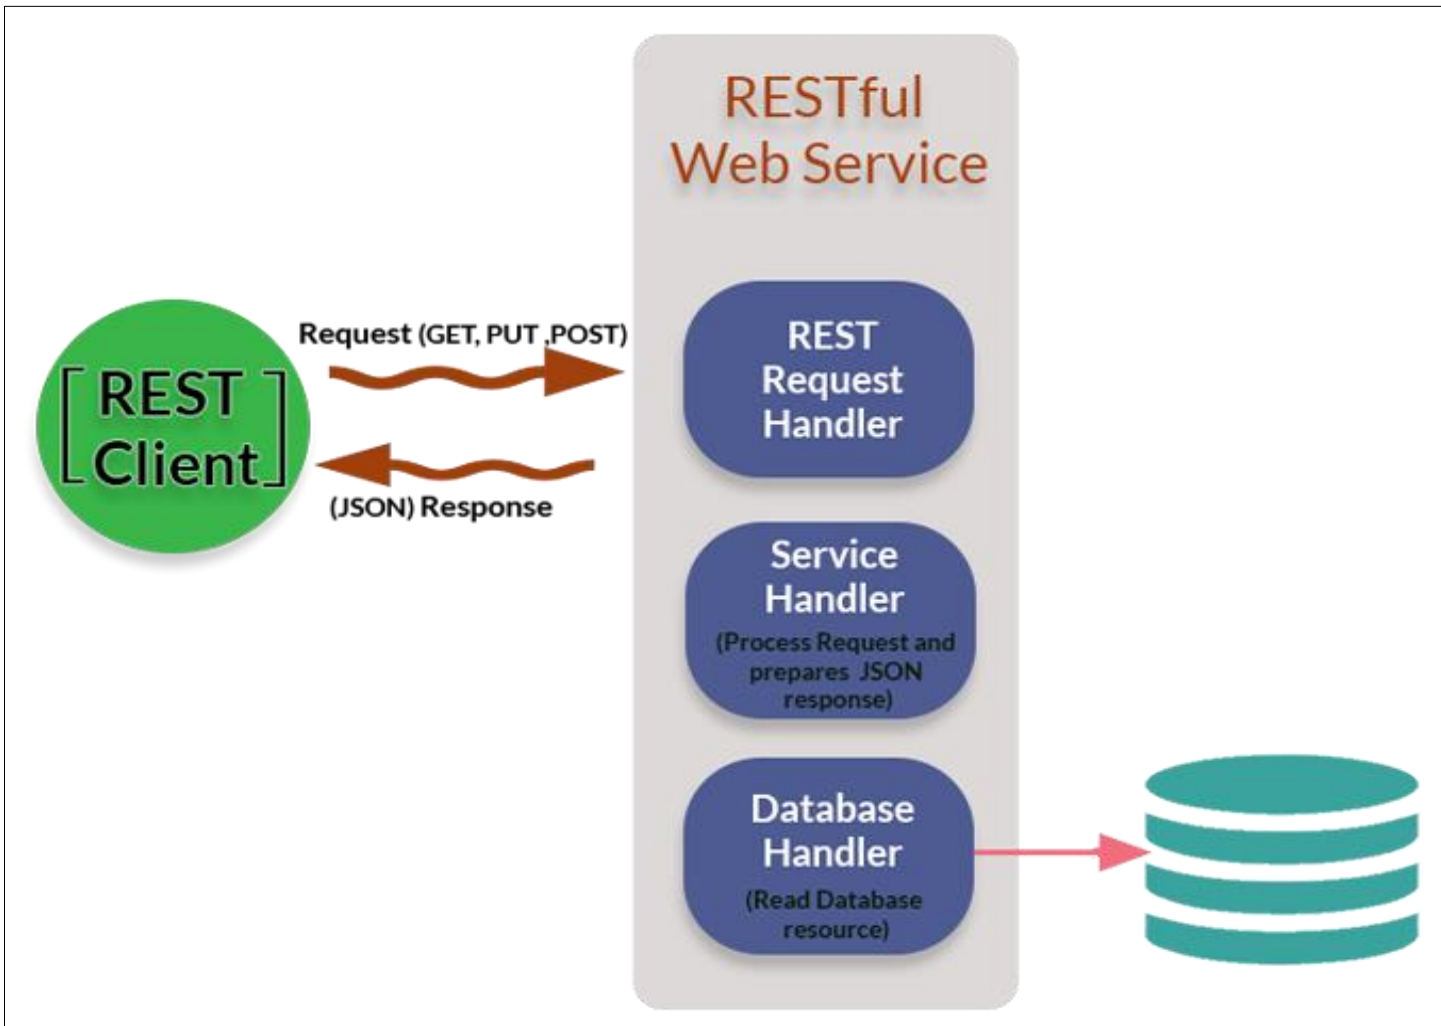 RESTful
Web Service
Request (GET, PUT ,POST)
[ REST
Client ]
(JSON) Response
REST
Request
Handler
Service
Handler
(Process Request and
prepares JSON
response)
Database
Handler
(Read Database
resource)